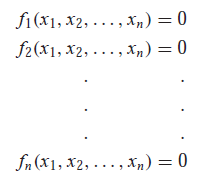 f₁(x₁, x₂, . . . , xₙ) = 0
f₂(x₁, x₂, . . . , xₙ) = 0
. .
. .
. .
fₙ(x₁, x₂, . . . , xₙ) = 0